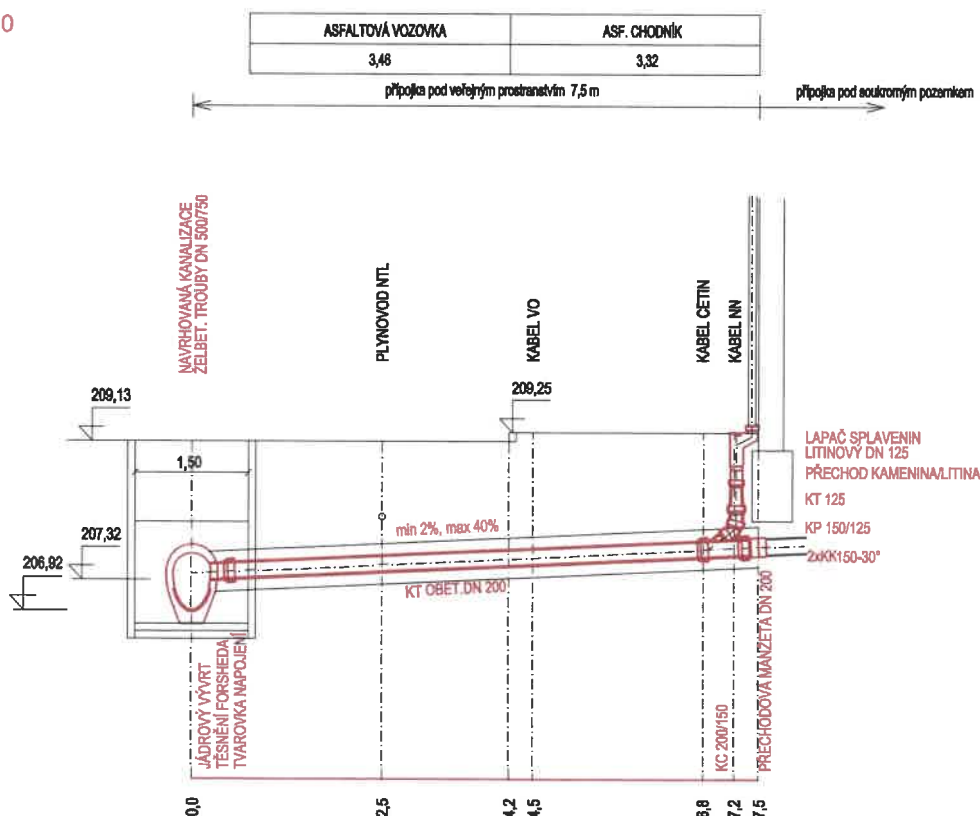 0
ASFALTOVÁ VOZOVKA
ASF. CHODNÍK
3,46
3,32
přípojka pod veřejným prostranstvím 7,5 m
přípojka pod soukromým pozemkem
NAVRHOVANÁ KANALIZACE
ŽELBET. TROUBY DN 500/750
PLYNOVOD NTL
KABEL VO
KABEL CETIN
KABEL NN
209,13
209,25
1,50
207,32
206,92
min 2%, max 40%
KT OBET.DN 200
LAPAČ SPLAVENIN
LITINOVÝ DN 125
PŘECHOD KAMENINA/LITINA
KT 125
KP 150/125
2xKK150-30°
JÁDROVÝ VÝVRT
TĚSNĚNÍ FORSHEDA
TVAROVKA NAPOJENÍ
KC 200/150
PŘECHODOVÁ MANŽETA DN 200
0,0
2,5
4,2
4,5
6,8
7,2
7,5